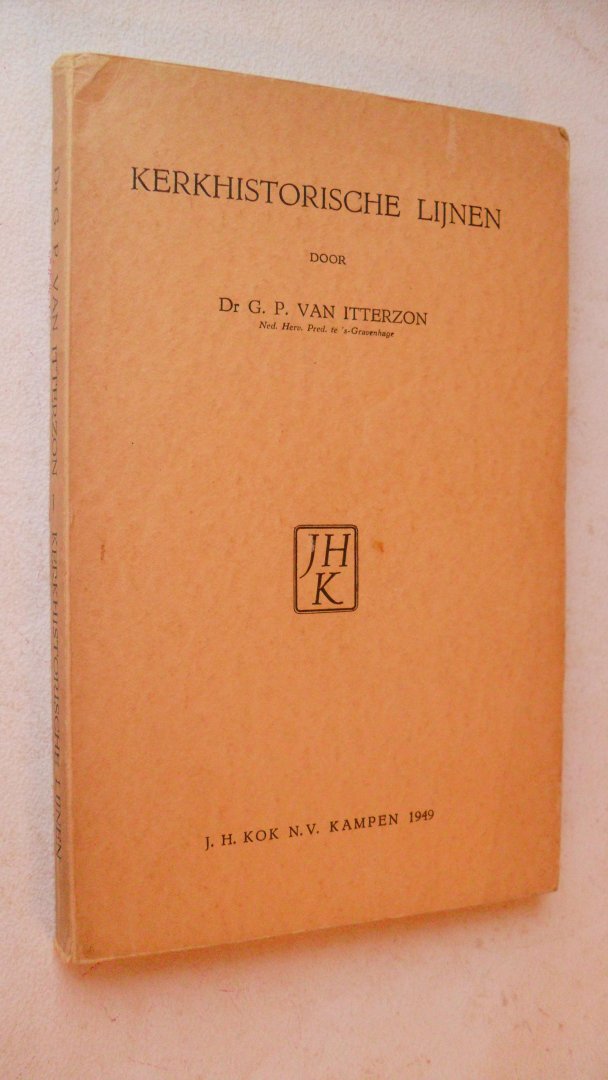 KERKHISTORISCHE LIJNEN
DOOR
Dr G. P. VAN ITTERZON
Ned. Herv. Pred. te 's-Gravenhage
JH
K
J. H. KOK N.V. KAMPEN 1949
Dr G. P. VAN ITTERZON — KERKHISTORISCHE LIJNEN